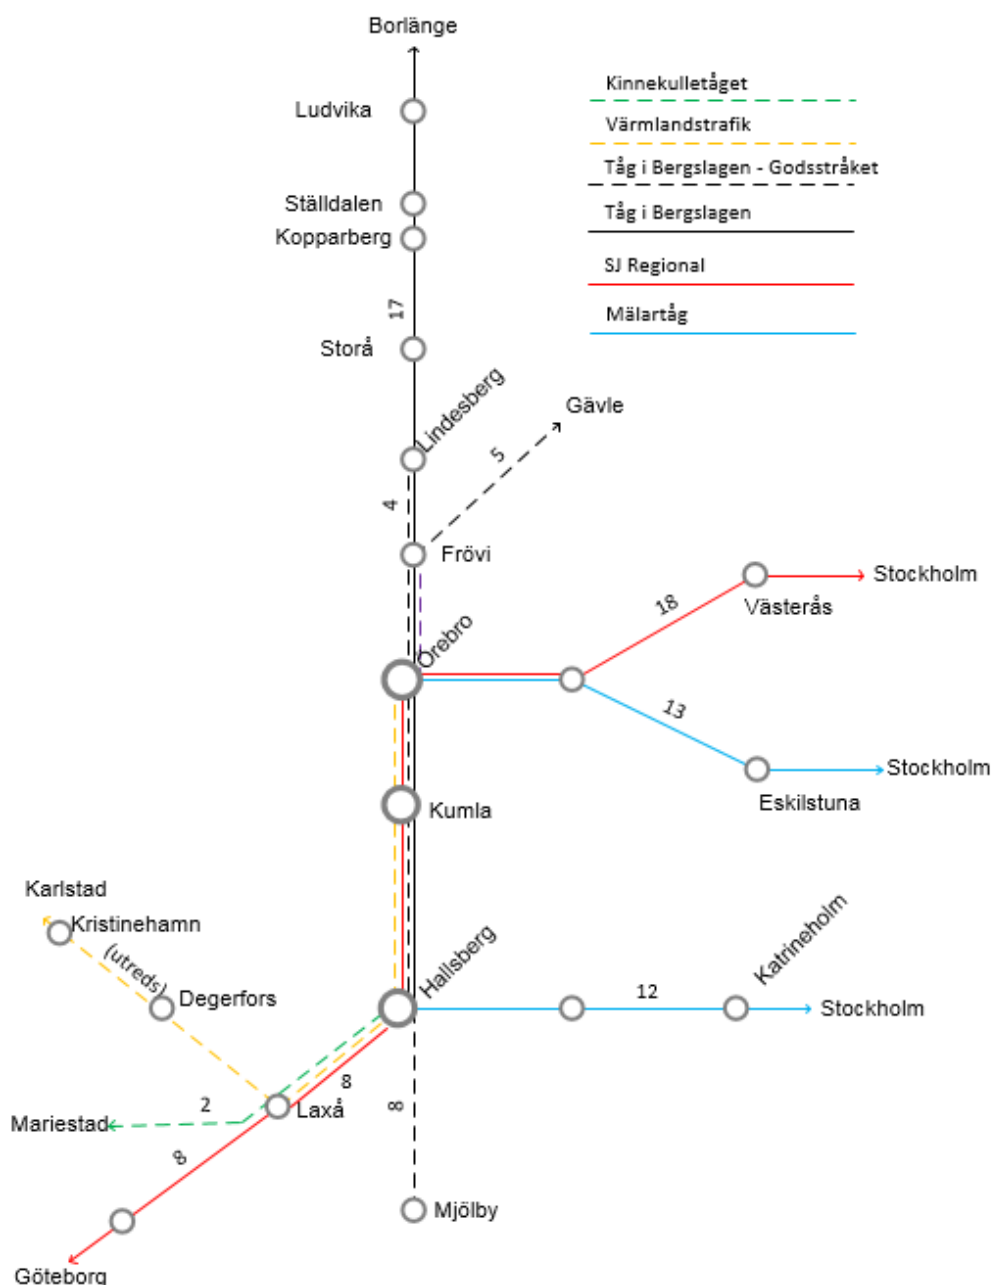 Borlänge
Ludvika
Ställdalen
Kopparberg
17
Storå
Lindesberg
4
Frövi
5
Gävle
Kinnekulletåget
Värmlandstrafik
Tåg i Bergslagen - Godsstråket
Tåg i Bergslagen
SJ Regional
Mälartåg
Örebro
18
Västerås
Stockholm
13
Eskilstuna
Stockholm
Kumla
Karlstad
Kristinehamn
(utreds)
Degerfors
Hallsberg
12
Katrineholm
Stockholm
8
Laxå
2
Mariestad
8
8
Mjölby
Göteborg